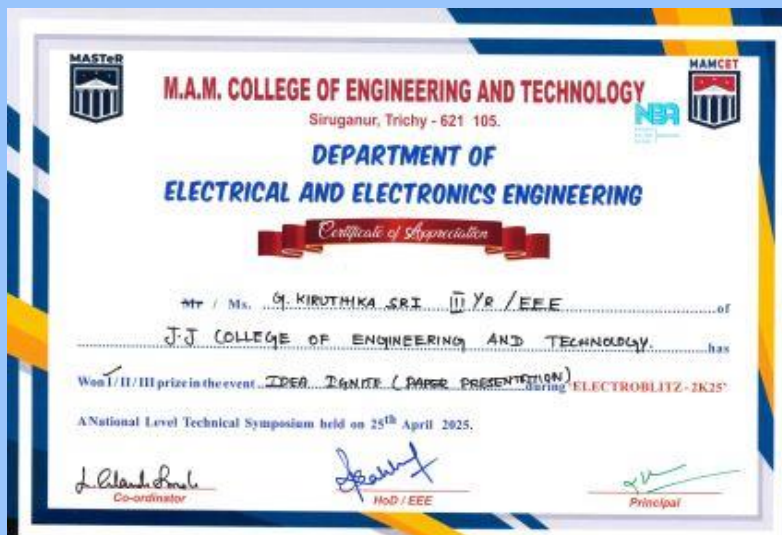 MASTeR
MAMCET
M.A.M. COLLEGE OF ENGINEERING AND TECHNOLOGY
Siruganur, Trichy - 621 105.
NBA
DEPARTMENT OF
ELECTRICAL AND ELECTRONICS ENGINEERING
Certificate of Appreciation
Mr / Ms. G. KIRUTHIKA SRI III YR / EEE of
J.J COLLEGE OF ENGINEERING AND TECHNOLOGY. has
Won I / II / III prize in the event IDEA IGNITE (PAPER PRESENTATION) during "ELECTROBLITZ - 2K25"
A National Level Technical Symposium held on 25th April 2025.
Co-ordinator
HoD / EEE
Principal